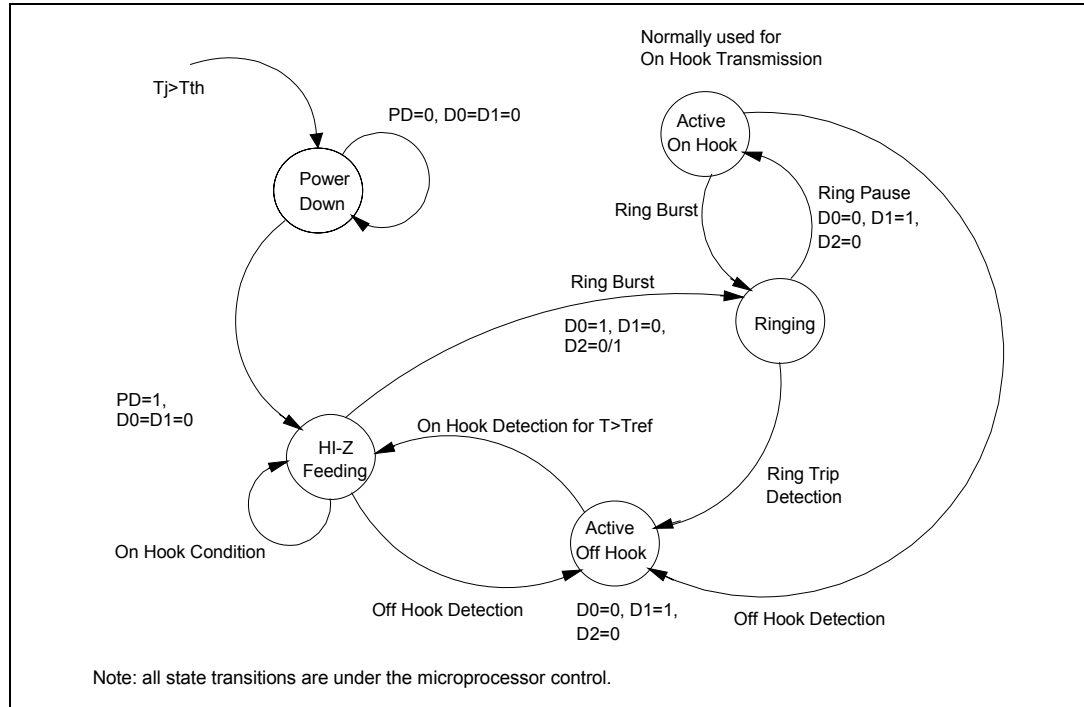 Normally used for
On Hook Transmission
Tj>Tth
PD=0, D0=D1=0
Active
On Hook
Power
Down
Ring Pause
D0=0, D1=1,
D2=0
Ring Burst
Ring Burst
Ringing
D0=1, D1=0,
D2=0/1
PD=1,
D0=D1=0
On Hook Detection for T>Tref
HI-Z
Feeding
Ring Trip
Detection
Active
Off Hook
On Hook Condition
Off Hook Detection
D0=0, D1=1,
D2=0
Off Hook Detection
Note: all state transitions are under the microprocessor control.